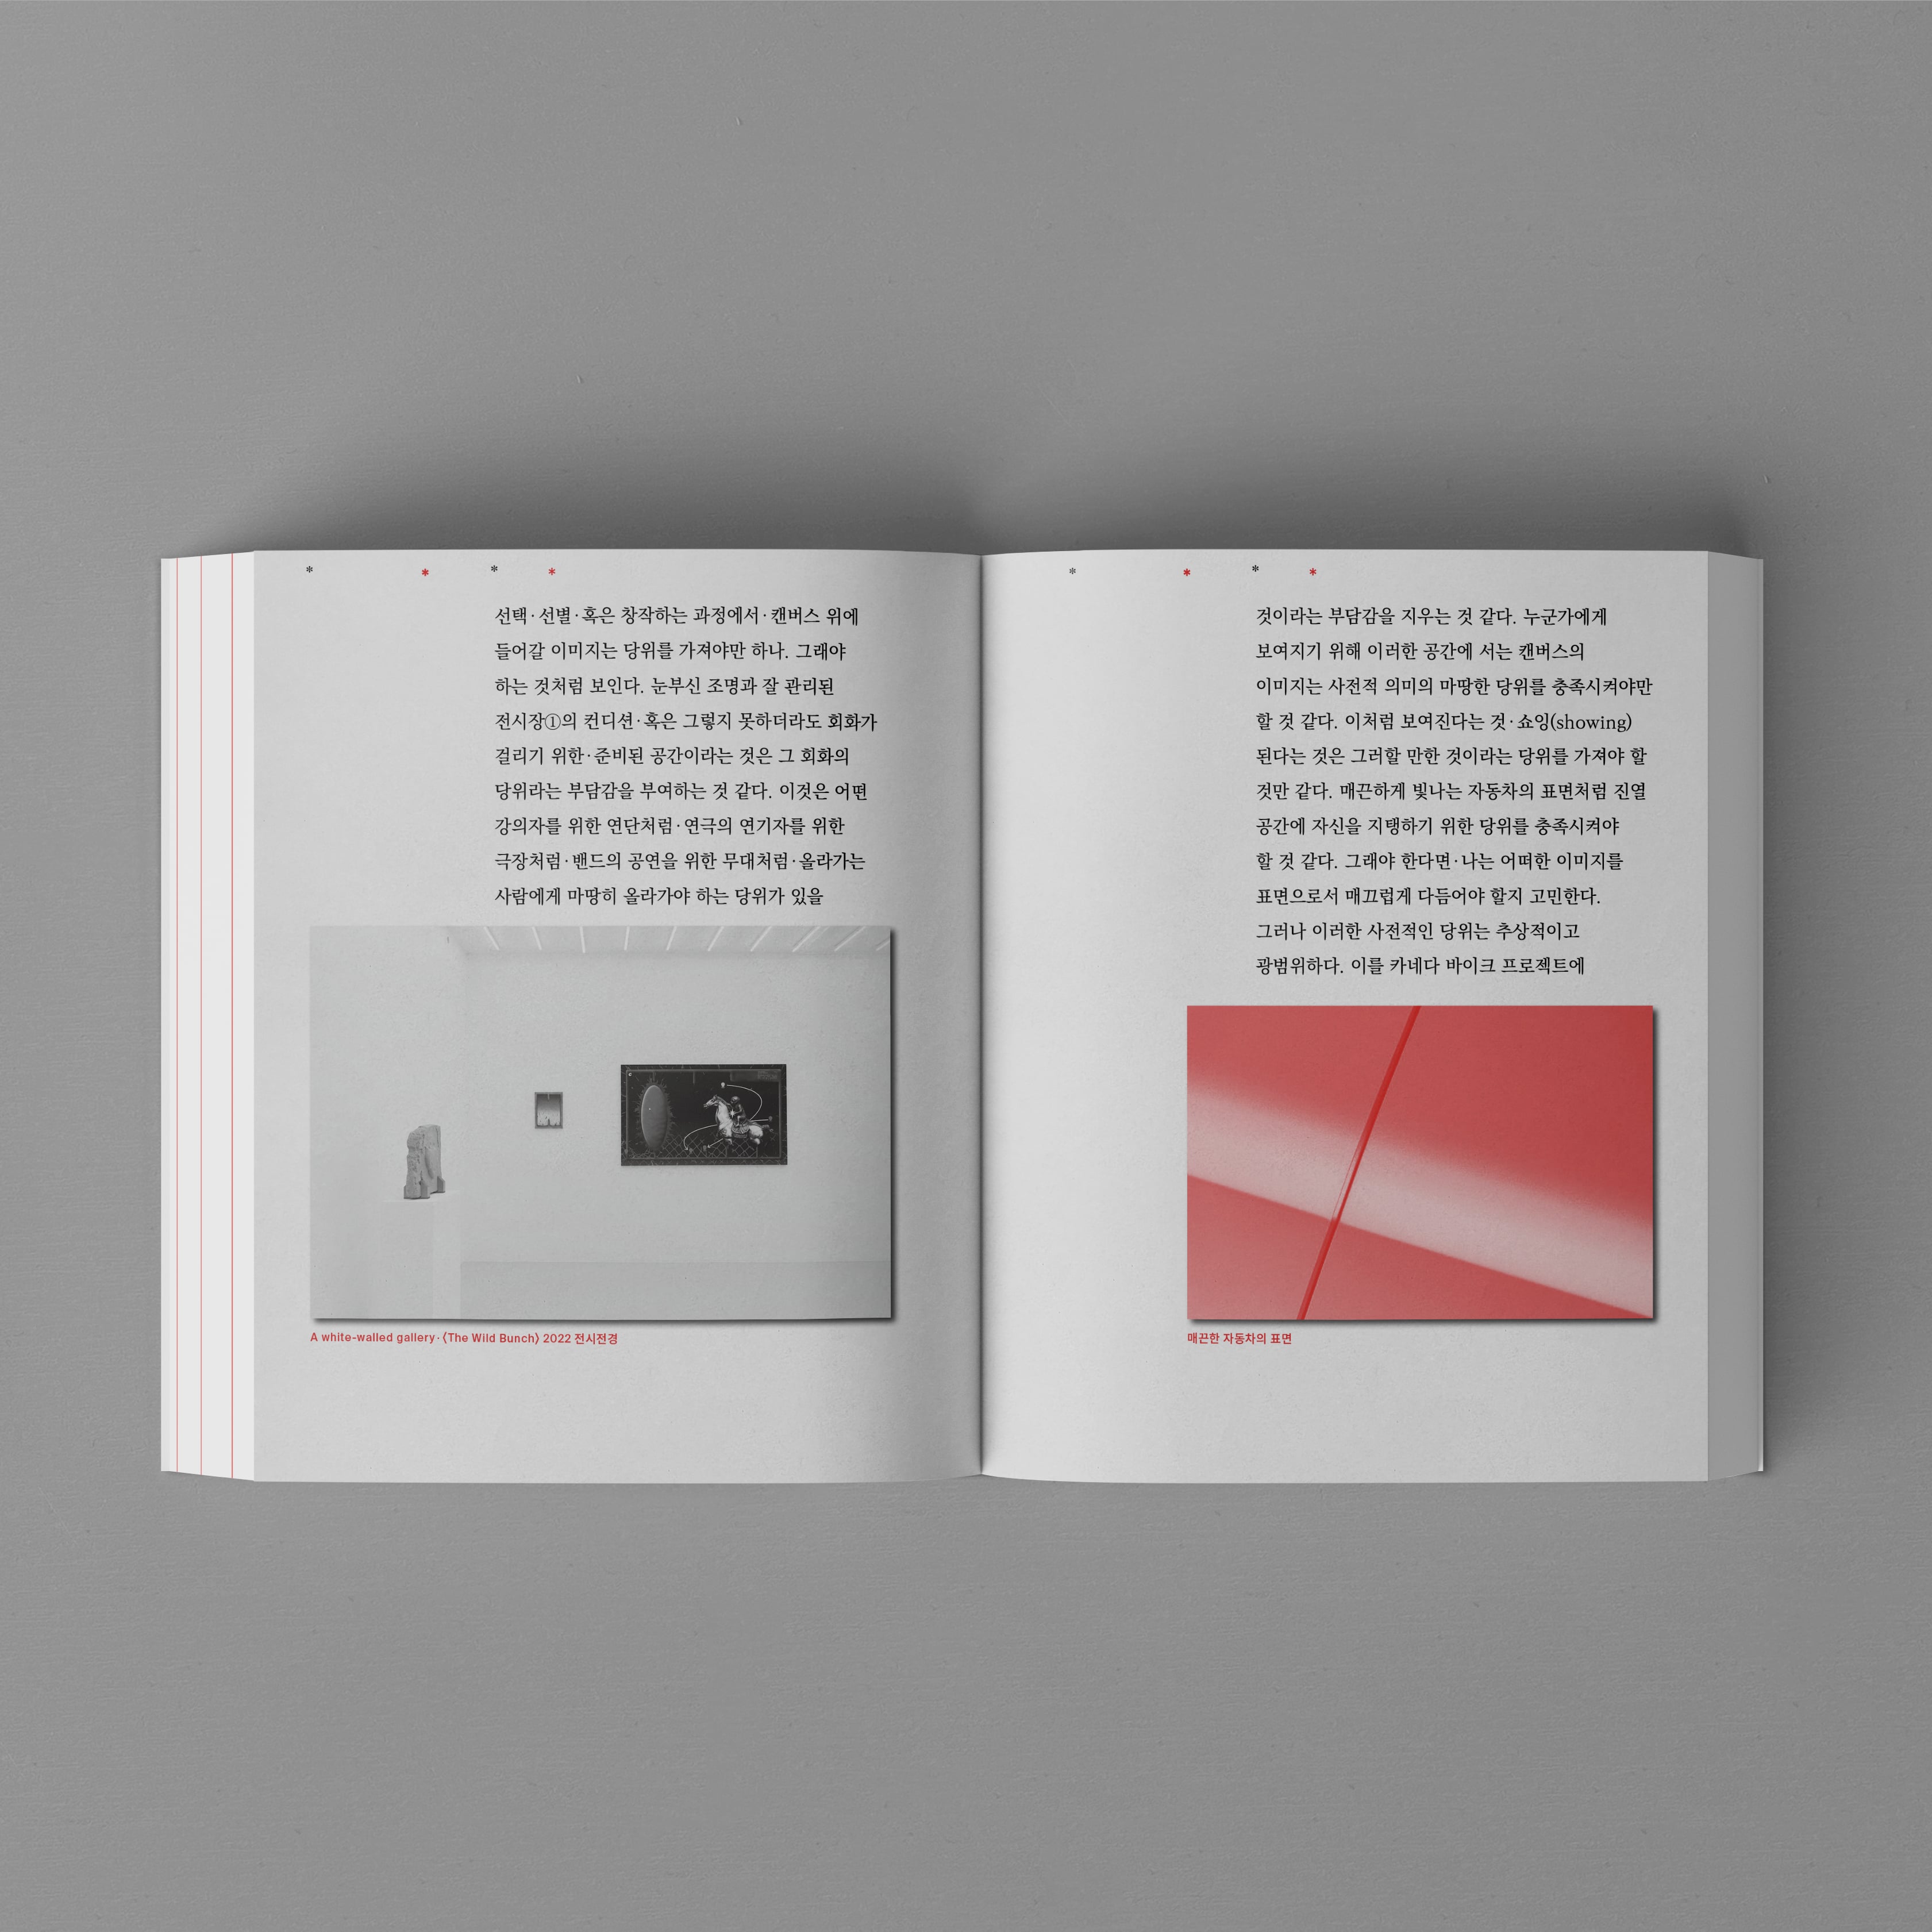 * * * *
선택·선별·혹은 창작하는 과정에서·캔버스 위에
들어갈 이미지는 당위를 가져야만 하나. 그래야
하는 것처럼 보인다. 눈부신 조명과 잘 관리된
전시장①의 컨디션·혹은 그렇지 못하더라도 회화가
걸리기 위한·준비된 공간이라는 것은 그 회화의
당위라는 부담감을 부여하는 것 같다. 이것은 어떤
강의자를 위한 연단처럼·연극의 연기자를 위한
극장처럼·밴드의 공연을 위한 무대처럼·올라가는
사람에게 마땅히 올라가야 하는 당위가 있을
A white-walled gallery·〈The Wild Bunch〉 2022 전시전경
* * * *
것이라는 부담감을 지우는 것 같다. 누군가에게
보여지기 위해 이러한 공간에 서는 캔버스의
이미지는 사전적 의미의 마땅한 당위를 충족시켜야만
할 것 같다. 이처럼 보여진다는 것·쇼잉(showing)
된다는 것은 그러할 만한 것이라는 당위를 가져야 할
것만 같다. 매끈하게 빛나는 자동차의 표면처럼 진열
공간에 자신을 지탱하기 위한 당위를 충족시켜야
할 것 같다. 그래야 한다면·나는 어떠한 이미지를
표면으로서 매끄럽게 다듬어야 할지 고민한다.
그러나 이러한 사전적인 당위는 추상적이고
광범위하다. 이를 카네다 바이크 프로젝트에
매끈한 자동차의 표면